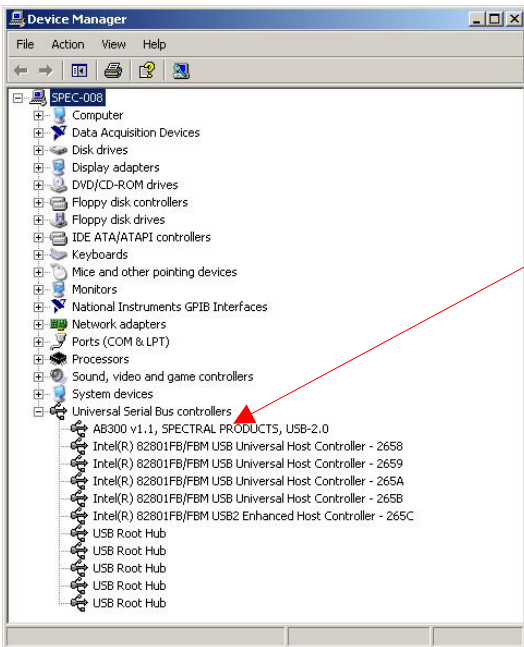 Device Manager
File Action View Help
SPEC-008
Computer
Data Acquisition Devices
Disk drives
Display adapters
DVD/CD-ROM drives
Floppy disk controllers
Floppy disk drives
IDE ATA/ATAPI controllers
Keyboards
Mice and other pointing devices
Monitors
National Instruments GPIB Interfaces
Network adapters
Ports (COM & LPT)
Processors
Sound, video and game controllers
System devices
Universal Serial Bus controllers
AB300 v1.1, SPECTRAL PRODUCTS, USB-2.0
Intel(R) 82801FB/FBM USB Universal Host Controller - 2658
Intel(R) 82801FB/FBM USB Universal Host Controller - 2659
Intel(R) 82801FB/FBM USB Universal Host Controller - 265A
Intel(R) 82801FB/FBM USB Universal Host Controller - 265B
Intel(R) 82801FB/FBM USB2 Enhanced Host Controller - 265C
USB Root Hub
USB Root Hub
USB Root Hub
USB Root Hub
USB Root Hub